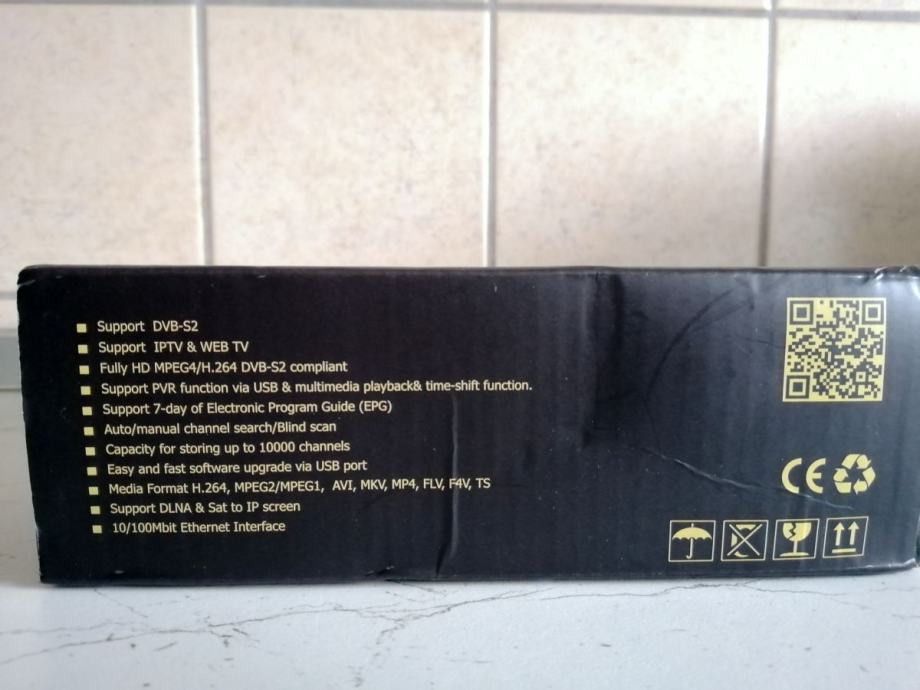 Support DVB-S2
Support IPTV & WEB TV
Fully HD MPEG4/H.264 DVB-S2 compliant
Support PVR function via USB & multimedia playback& time-shift function.
Support 7-day of Electronic Program Guide (EPG)
Auto/manual channel search/Blind scan
Capacity for storing up to 10000 channels
Easy and fast software upgrade via USB port
Media Format H.264, MPEG2/MPEG1, AVI, MKV, MP4, FLV, F4V, TS
Support DLNA & Sat to IP screen
10/100Mbit Ethernet Interface
CE